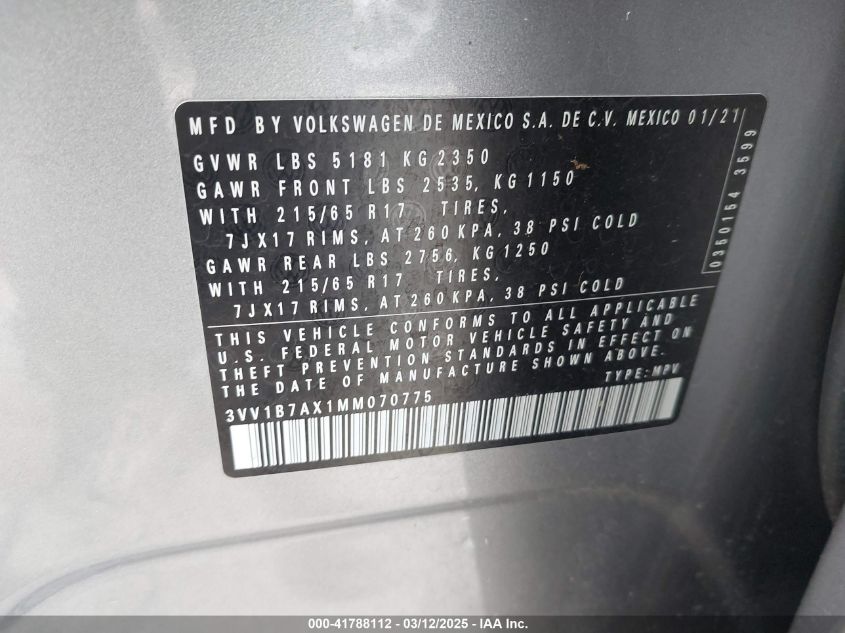 MFD BY VOLKSWAGEN DE MEXICO S.A. DE C.V. MEXICO 01/21
GVWR LBS 5181 KG 2350
GAWR FRONT LBS 2535, KG 1150
WITH 215/65 R17 TIRES,
7JX17 RIMS, AT 260 KPA, 38 PSI COLD
GAWR REAR LBS 2756, KG 1250
WITH 215/65 R17 TIRES,
7JX17 RIMS, AT 260 KPA, 38 PSI COLD
THIS VEHICLE CONFORMS TO ALL APPLICABLE
U.S. FEDERAL MOTOR VEHICLE SAFETY AND
THEFT PREVENTION STANDARDS IN EFFECT ON
THE DATE OF MANUFACTURE SHOWN ABOVE.
TYPE: MPV
3VV1B7AX1MM070775
0350154 3599
000-41788112 - 03/12/2025 - IAA Inc.